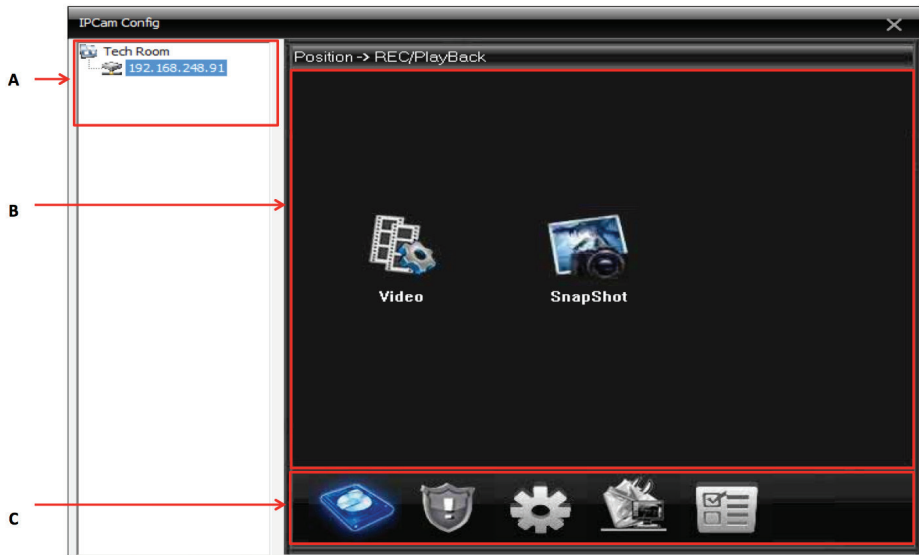 IPCam Config
Tech Room
192.168.248.91
Position -> REC/PlayBack
A
B
Video
SnapShot
C